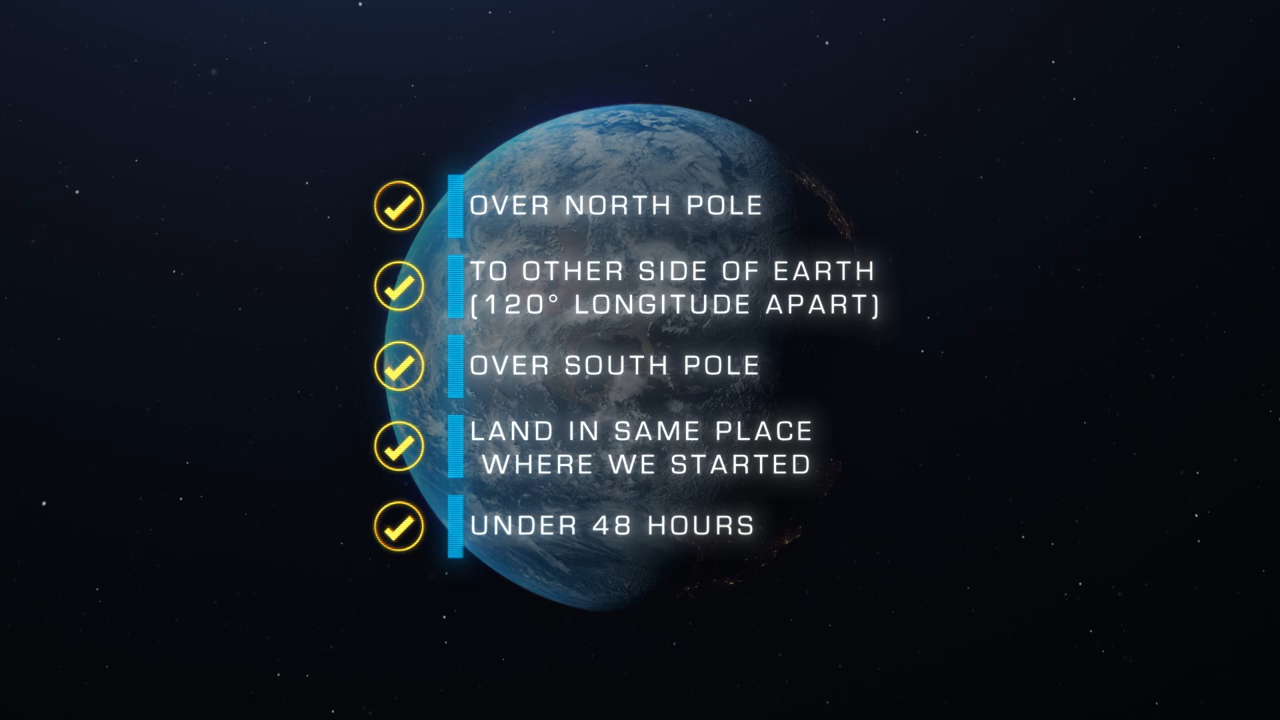 OVER NORTH POLE
TO OTHER SIDE OF EARTH
(120° LONGITUDE APART)
OVER SOUTH POLE
LAND IN SAME PLACE
WHERE WE STARTED
UNDER 48 HOURS